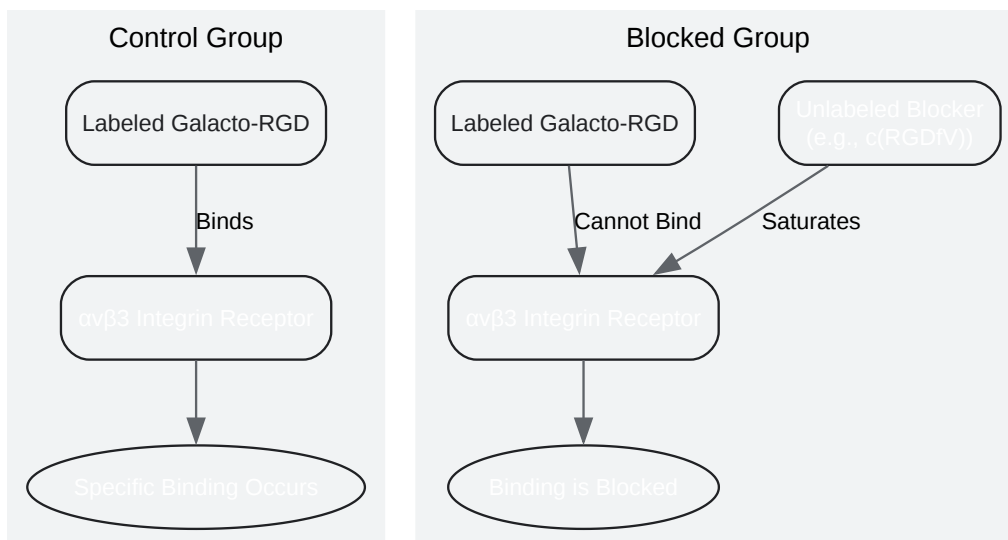 Control Group
Labeled Galacto-RGD
Binds
αvβ3 Integrin Receptor
Specific Binding Occurs
Blocked Group
Labeled Galacto-RGD
Unlabeled Blocker
(e.g., c(RGDfV))
Cannot Bind
Saturates
αvβ3 Integrin Receptor
Binding is Blocked